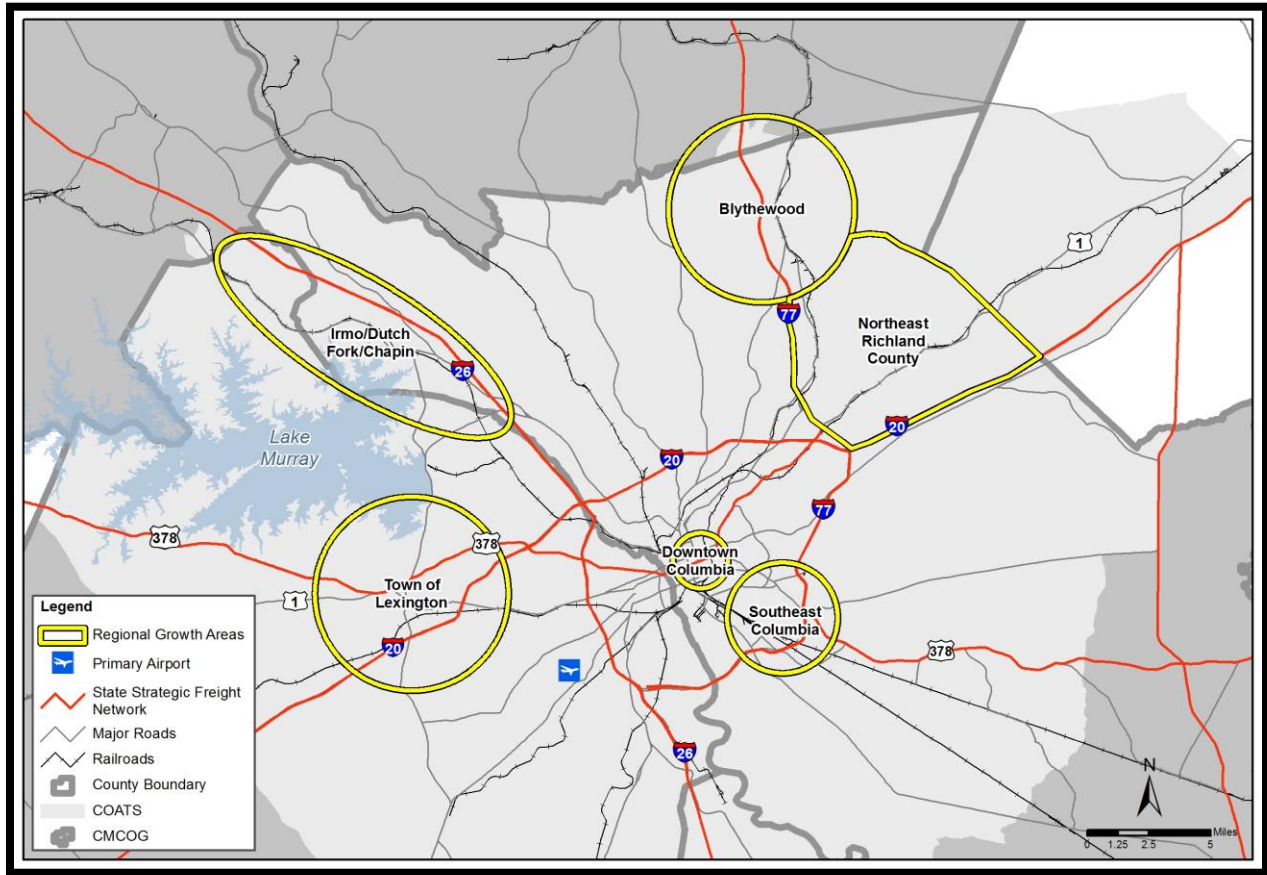 Blythewood
1
Irmo/Dutch
Fork/Chapin
77
Northeast
Richland
County
26
20
Lake
Murray
20
77
378
378
Downtown
Columbia
Town of
Lexington
1
Southeast
Columbia
20
378
26
Legend
Regional Growth Areas
Primary Airport
State Strategic Freight
Network
Major Roads
Railroads
County Boundary
COATS
CMCOG
N
Miles
0 1.25 2.5 5